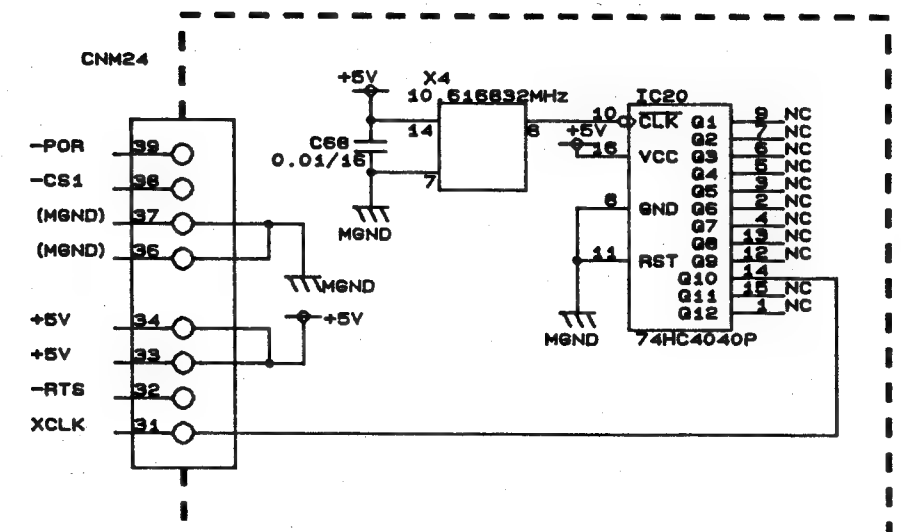 CNM24
-POR 39
-CS1 38
(MGND) 37
(MGND) 36
+5V 34
+5V 33
-RTS 32
XCLK 31
MGND
+5V
+5V
C68
0.01/16
MGND
X4
10.616832MHz
14
7
8
IC20
10 CLK
+5V
16 VCC
8 GND
11 RST
MGND
Q1 9 NC
Q2 7 NC
Q3 6 NC
Q4 5 NC
Q5 3 NC
Q6 2 NC
Q7 4 NC
Q8 13 NC
Q9 12 NC
Q10 14
Q11 15 NC
Q12 1 NC
74HC4040P